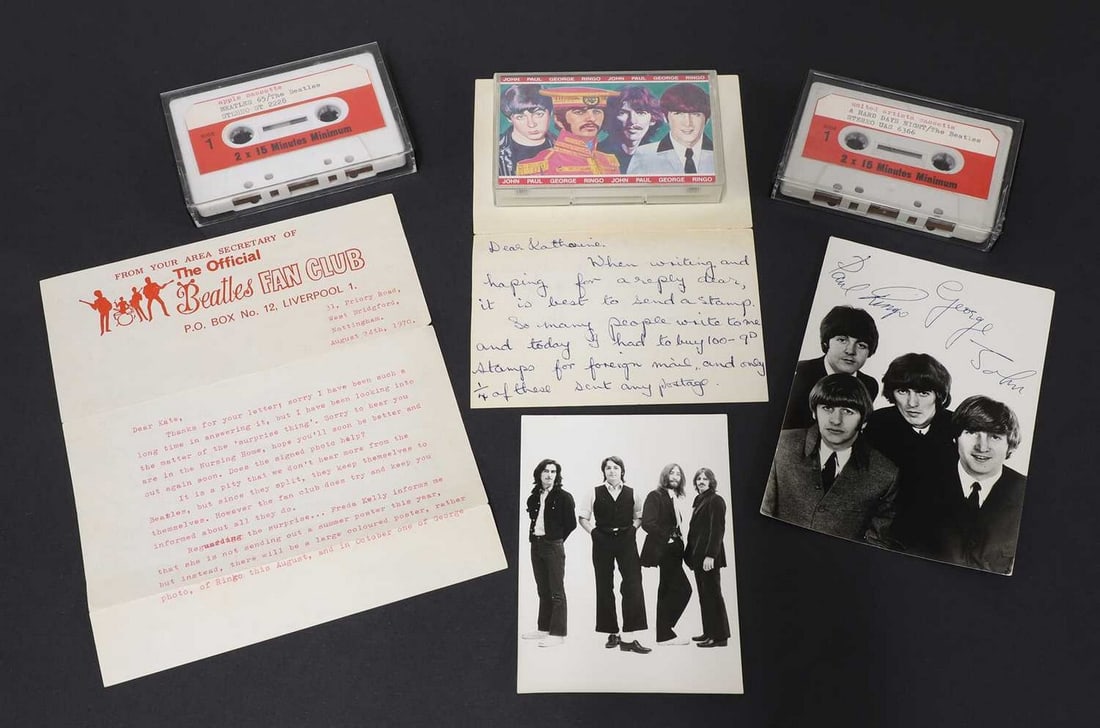 apple cassette
BEATLES 65/The Beatles
STEREO ST 2228
SIDE
1
2 x 15 Minutes Minimum
JOHN PAUL GEORGE RINGO JOHN PAUL GEORGE RINGO
JOHN PAUL GEORGE RINGO JOHN PAUL GEORGE RINGO
united artists cassette
A HARD DAYS NIGHT/The Beatles
STEREO UAS 6366
SIDE
1
2 x 15 Minutes Minimum
FROM YOUR AREA SECRETARY OF
The Official
Beatles FAN CLUB
P.O. BOX No. 12, LIVERPOOL 1.
Priory Road,
West Bridgford,
Nottingham.
August 24th, 1970.
Dear Kate,
Thanks for your letter; sorry I have been such a
long time in answering it, but I have been looking into
the matter of the 'surprise thing'. Sorry to hear you
are in the Nursing Home, hope you'll soon be better and
out again soon. Does the signed photo help?
It is a pity that we don't hear more from the
Beatles, but since they split, they keep themselves to
themselves. However the fan club does try and keep you
informed about all they do.
Reguarding the surprise... Freda Kelly informs me
that she is not sending out a summer poster this year,
but instead, there will be a large coloured poster, rather
photo, of Ringo this August, and in October one of George
Dear Katherine.
When writing and
hoping for a reply dear,
it is best to send a stamp.
So many people write to me
and today I had to buy 100-9D
stamps for foreign mail, and only
1/4 of these sent any postage.
Paul Ringo
George
John